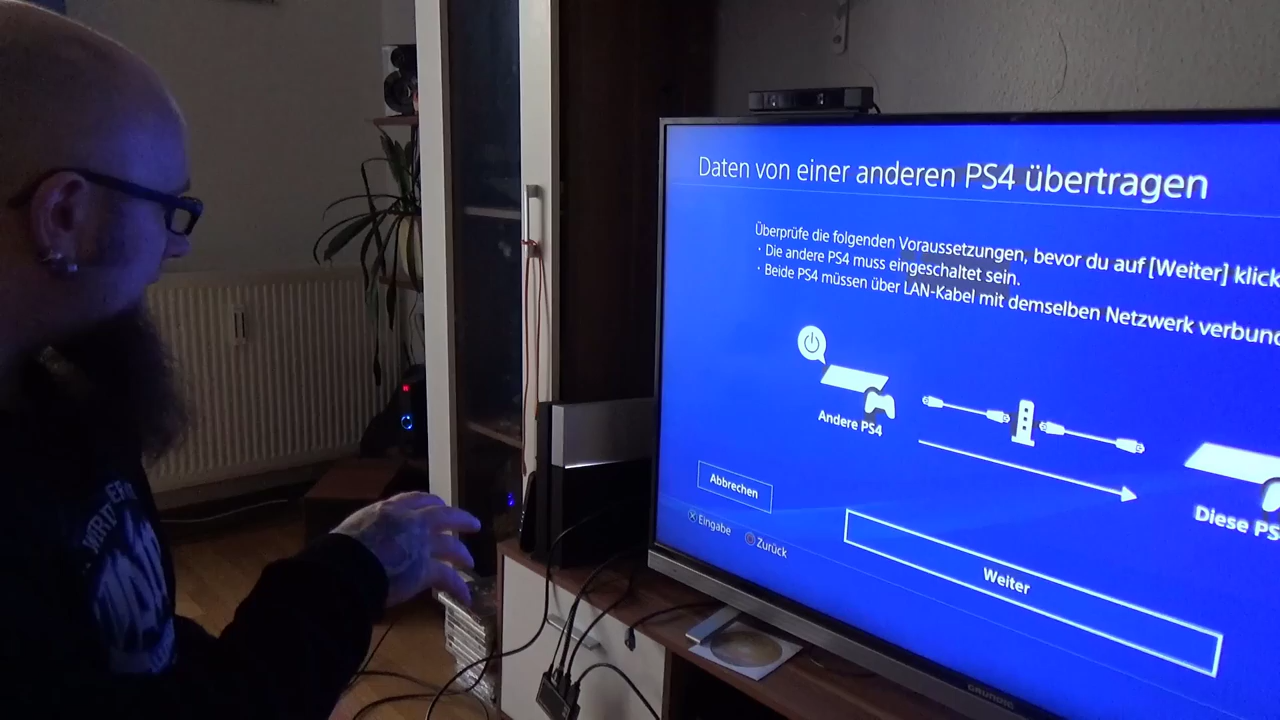 Daten von einer anderen PS4 übertragen
Überprüfe die folgenden Voraussetzungen, bevor du auf [Weiter] klick
· Die andere PS4 muss eingeschaltet sein.
· Beide PS4 müssen über LAN-Kabel mit demselben Netzwerk verbund
Andere PS4
Diese PS
Abbrechen
Eingabe
Zurück
Weiter
GRUNDIG